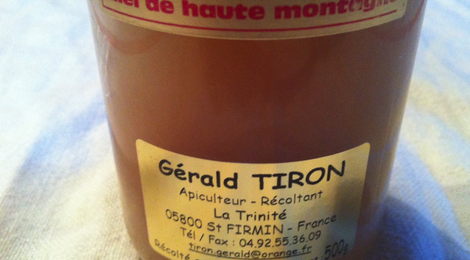 miel de haute montagne
Gérald TIRON
Apiculteur - Récoltant
La Trinité
05800 St FIRMIN - France
Tél / Fax : 04.92.55.36.09
tiron.gerald@orange.fr
Récolté 500g